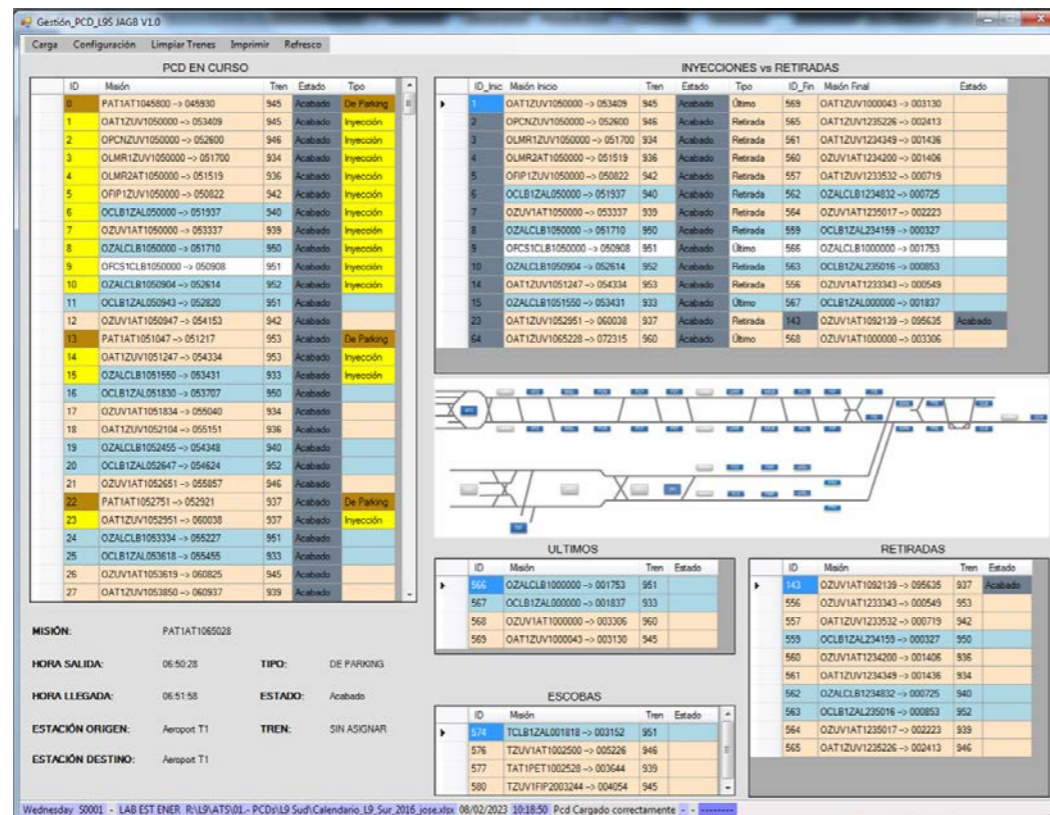 Gestión_PCD_L9S JAGB V1.0
Carga Configuración Limpiar Trenes Imprimir Refresco
PCD EN CURSO
ID Misión Tren Estado Tipo
0 PAT1AT1045800 -> 045930 945 Acabado De Parking
1 OAT1ZUV1050000 -> 053409 945 Acabado Inyección
2 OPCNZUV1050000 -> 052600 946 Acabado Inyección
3 OLMR1ZUV1050000 -> 051700 934 Acabado Inyección
4 OLMR2AT1050000 -> 051519 936 Acabado Inyección
5 OFIP1ZUV1050000 -> 050822 942 Acabado Inyección
6 OCLB1ZAL050000 -> 051937 940 Acabado Inyección
7 OZUV1AT1050000 -> 053337 939 Acabado Inyección
8 OZALCLB1050000 -> 051710 950 Acabado Inyección
9 OFCS1CLB1050000 -> 050908 951 Acabado Inyección
10 OZALCLB1050904 -> 052614 952 Acabado Inyección
11 OCLB1ZAL050943 -> 052820 951 Acabado
12 OZUV1AT1050947 -> 054153 942 Acabado
13 PAT1AT1051047 -> 051217 953 Acabado De Parking
14 OAT1ZUV1051247 -> 054334 953 Acabado Inyección
15 OZALCLB1051550 -> 053431 933 Acabado Inyección
16 OCLB1ZAL051830 -> 053707 950 Acabado
17 OZUV1AT1051834 -> 055040 934 Acabado
18 OAT1ZUV1052104 -> 055151 936 Acabado
19 OZALCLB1052455 -> 054348 940 Acabado
20 OCLB1ZAL052647 -> 054624 952 Acabado
21 OZUV1AT1052651 -> 055857 946 Acabado
22 PAT1AT1052751 -> 052921 937 Acabado De Parking
23 OAT1ZUV1052951 -> 060038 937 Acabado Inyección
24 OZALCLB1053334 -> 055227 951 Acabado
25 OCLB1ZAL053618 -> 055455 933 Acabado
26 OZUV1AT1053619 -> 060825 945 Acabado
27 OAT1ZUV1053850 -> 060937 939 Acabado
INYECCIONES vs RETIRADAS
ID_Inic Misión Inicio Tren Estado Tipo ID_Fin Misión Final Estado
1 OAT1ZUV1050000 -> 053409 945 Acabado Último 569 OAT1ZUV1000043 -> 003130
2 OPCNZUV1050000 -> 052600 946 Acabado Retirada 565 OAT1ZUV1235226 -> 002413
3 OLMR1ZUV1050000 -> 051700 934 Acabado Retirada 561 OAT1ZUV1234349 -> 001436
4 OLMR2AT1050000 -> 051519 936 Acabado Retirada 560 OZUV1AT1234200 -> 001406
5 OFIP1ZUV1050000 -> 050822 942 Acabado Retirada 557 OAT1ZUV1233532 -> 000719
6 OCLB1ZAL050000 -> 051937 940 Acabado Retirada 562 OZALCLB1234832 -> 000725
7 OZUV1AT1050000 -> 053337 939 Acabado Retirada 564 OZUV1AT1235017 -> 002223
8 OZALCLB1050000 -> 051710 950 Acabado Retirada 559 OCLB1ZAL234159 -> 000327
9 OFCS1CLB1050000 -> 050908 951 Acabado Último 566 OZALCLB1000000 -> 001753
10 OZALCLB1050904 -> 052614 952 Acabado Retirada 563 OCLB1ZAL235016 -> 000853
14 OAT1ZUV1051247 -> 054334 953 Acabado Retirada 556 OZUV1AT1233343 -> 000549
15 OZALCLB1051550 -> 053431 933 Acabado Último 567 OCLB1ZAL000000 -> 001837
23 OAT1ZUV1052951 -> 060038 937 Acabado Retirada 143 OZUV1AT1092139 -> 095635 Acabado
64 OAT1ZUV1065228 -> 072315 960 Acabado Último 568 OZUV1AT1000000 -> 003306
ULTIMOS
ID Misión Tren Estado
566 OZALCLB1000000 -> 001753 951
567 OCLB1ZAL000000 -> 001837 933
568 OZUV1AT1000000 -> 003306 960
569 OAT1ZUV1000043 -> 003130 945
ESCOBAS
ID Misión Tren Estado
574 TCLB1ZAL001818 -> 003152 951
576 TZUV1AT1002500 -> 005226 946
577 TAT1PET1002528 -> 003644 939
580 TZUV1FIP2003244 -> 004054 945
RETIRADAS
ID Misión Tren Estado
143 OZUV1AT1092139 -> 095635 937 Acabado
556 OZUV1AT1233343 -> 000549 953
557 OAT1ZUV1233532 -> 000719 942
559 OCLB1ZAL234159 -> 000327 950
560 OZUV1AT1234200 -> 001406 936
561 OAT1ZUV1234349 -> 001436 934
562 OZALCLB1234832 -> 000725 940
563 OCLB1ZAL235016 -> 000853 952
564 OZUV1AT1235017 -> 002223 939
565 OAT1ZUV1235226 -> 002413 946
MISIÓN: PAT1AT1065028
HORA SALIDA: 06:50:28 TIPO: DE PARKING
HORA LLEGADA: 06:51:58 ESTADO: Acabado
ESTACIÓN ORIGEN: Aeroport T1 TREN: SIN ASIGNAR
ESTACIÓN DESTINO: Aeroport T1
Wednesday S0001 - LAB EST ENER R:\L9\ATS\01.- PCDs\L9 Sud\Calendario_L9_Sur_2016_jose.xlsx 08/02/2023 10:18:50 Pcd Cargado correctamente - - --------